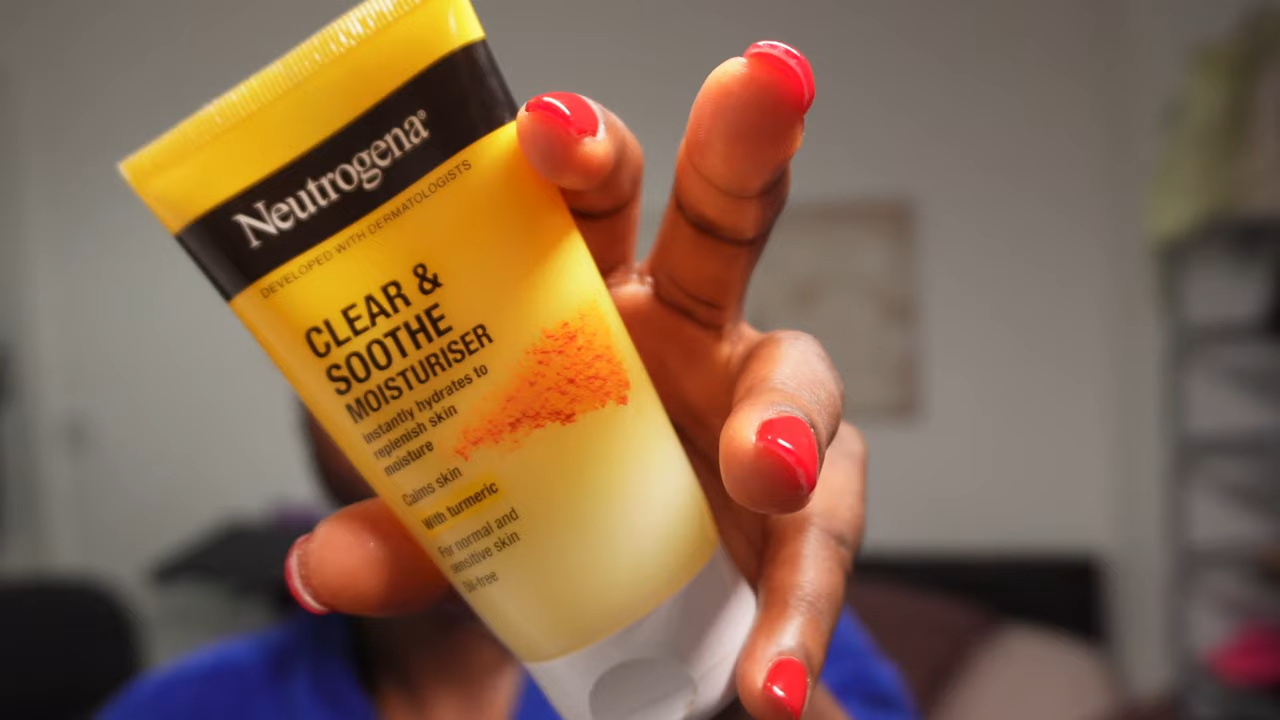 Neutrogena®
DEVELOPED WITH DERMATOLOGISTS
CLEAR &
SOOTHE
MOISTURISER
Instantly hydrates to
replenish skin
moisture
Calms skin
With turmeric
For normal and
sensitive skin
Oil-free